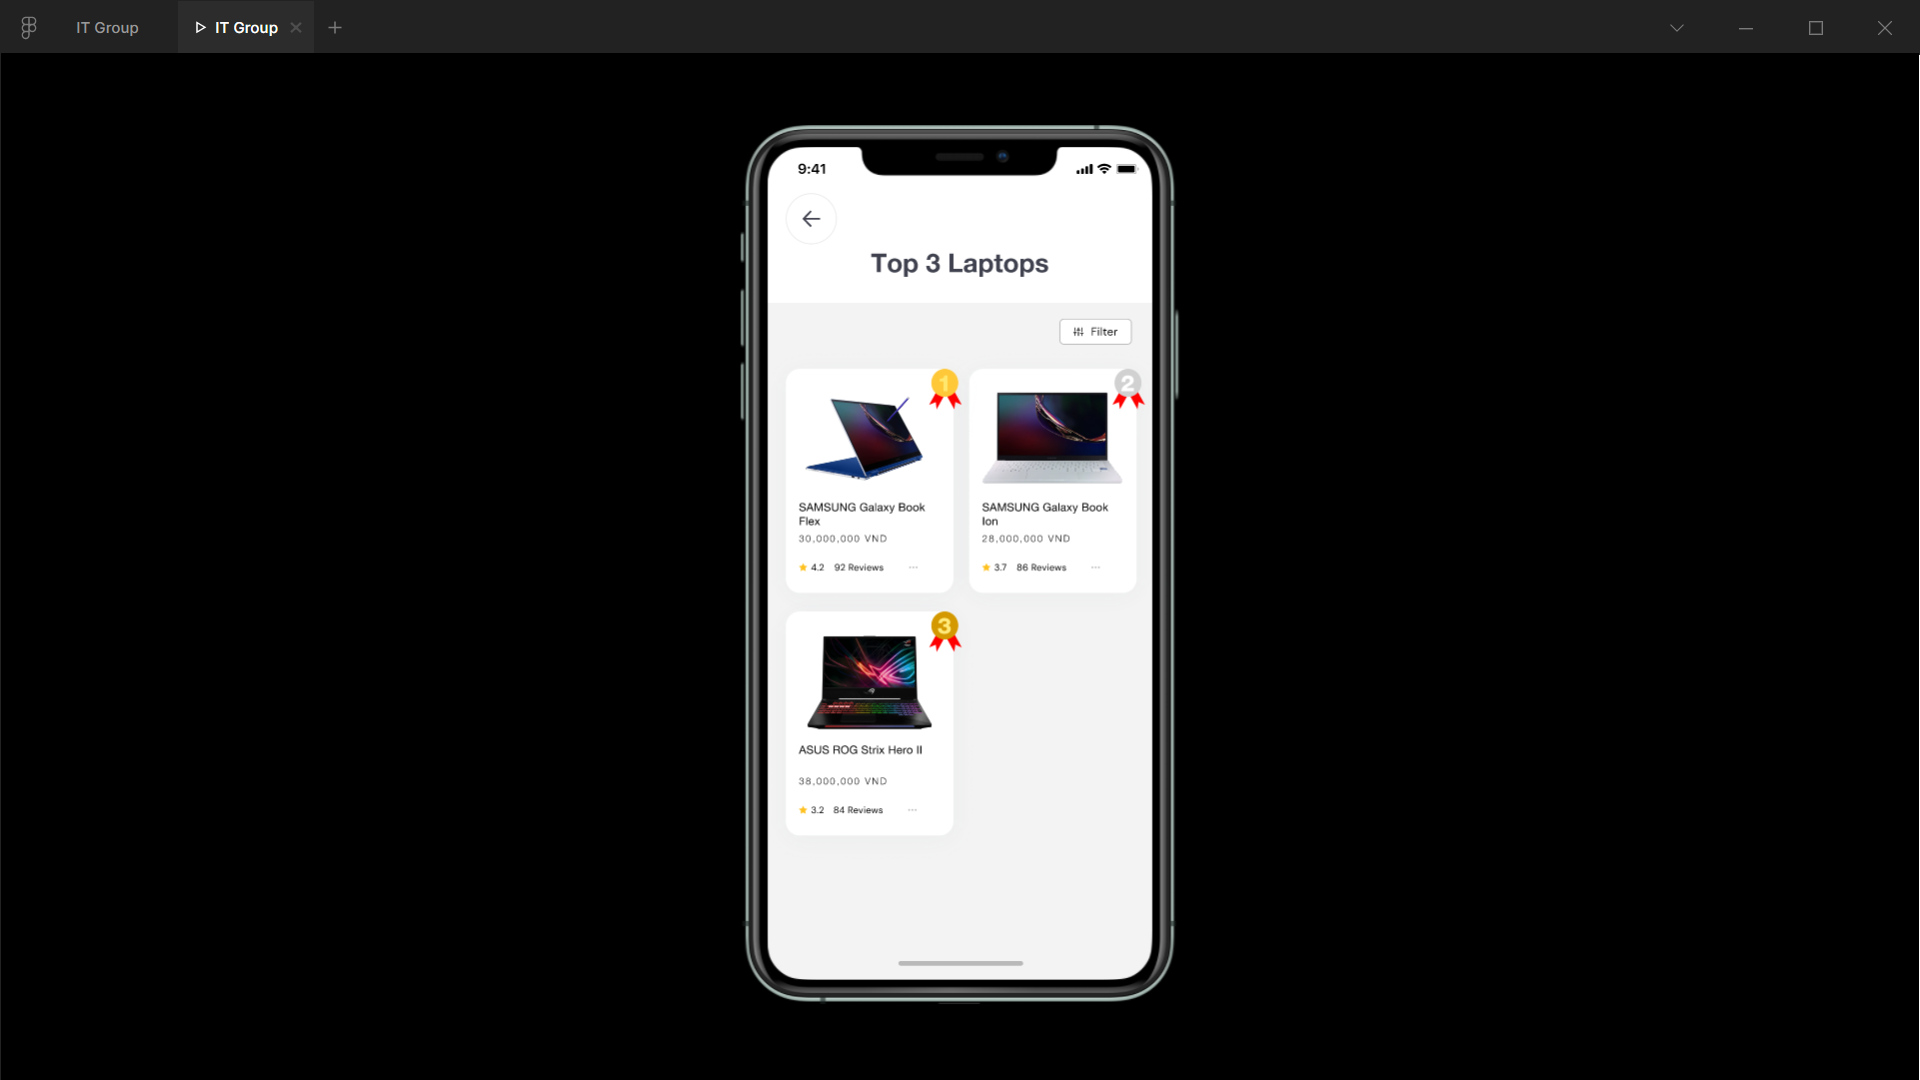 IT Group
IT Group
9:41
Top 3 Laptops
Filter
1
2
SAMSUNG Galaxy Book
Flex
30,000,000 VND
4.2 92 Reviews
SAMSUNG Galaxy Book
Ion
28,000,000 VND
3.7 86 Reviews
3
ASUS ROG Strix Hero II
38,000,000 VND
3.2 84 Reviews